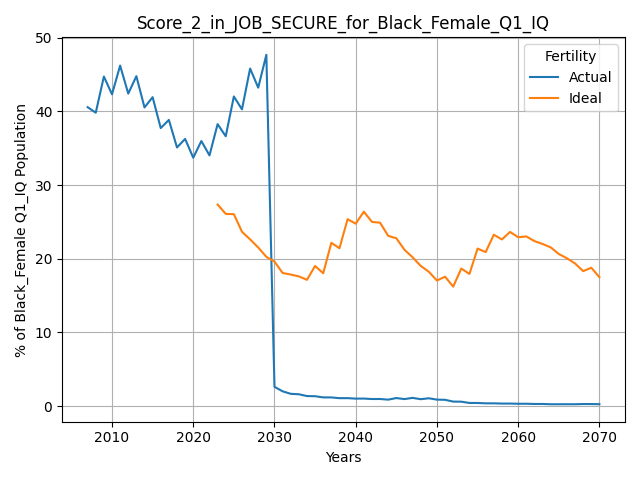 Score_2_in_JOB_SECURE_for_Black_Female_Q1_IQ
Fertility
Actual
Ideal
% of Black_Female Q1_IQ Population
50
40
30
20
10
0
2010 2020 2030 2040 2050 2060 2070
Years